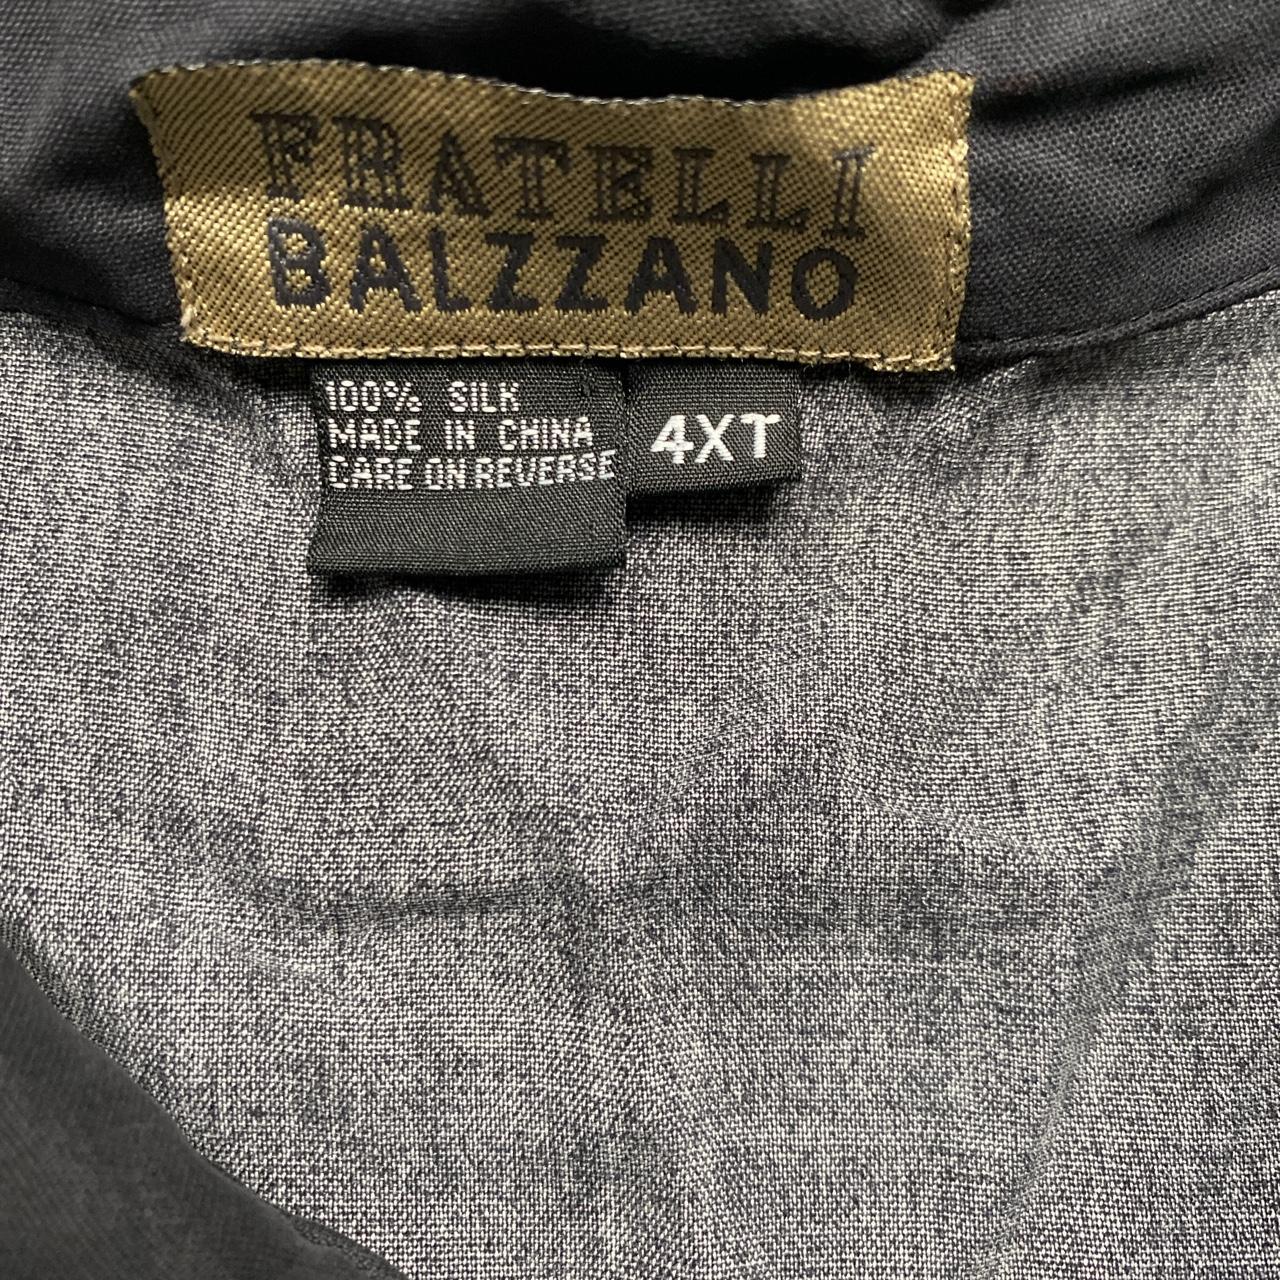 FRATELLI
BALZZANO
100% SILK
MADE IN CHINA
CARE ON REVERSE
4XT